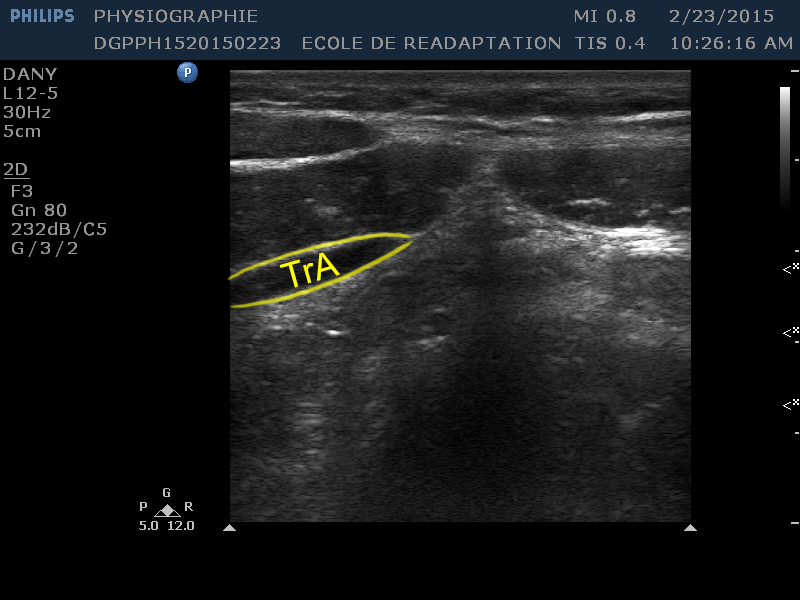 PHILIPS PHYSIOGRAPHIE MI 0.8 2/23/2015
DGPPH1520150223 ECOLE DE READAPTATION TIS 0.4 10:26:16 AM
DANY
L12-5
30Hz
5cm
P
2D
F3
Gn 80
232dB/C5
G/3/2
TrA
G
P R
5.0 12.0